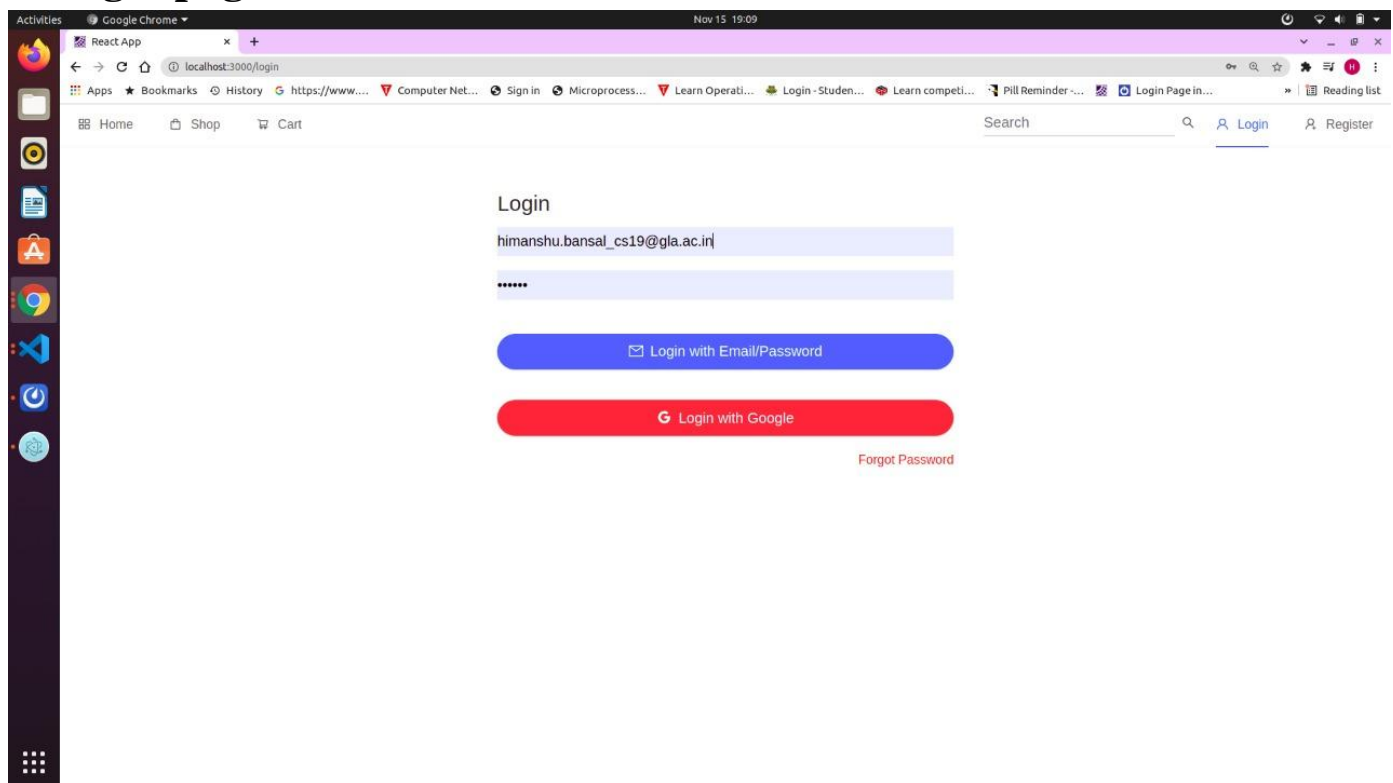 Activities Google Chrome Nov 15 19:09
React App
localhost:3000/login H
Apps Bookmarks History https://www.... Computer Net... Sign in Microprocess... Learn Operati... Login - Studen... Learn competi... Pill Reminder -... Login Page in... » Reading list
Home Shop Cart Search Login Register
Login
himanshu.bansal_cs19@gla.ac.in
••••••
Login with Email/Password
G Login with Google
Forgot Password